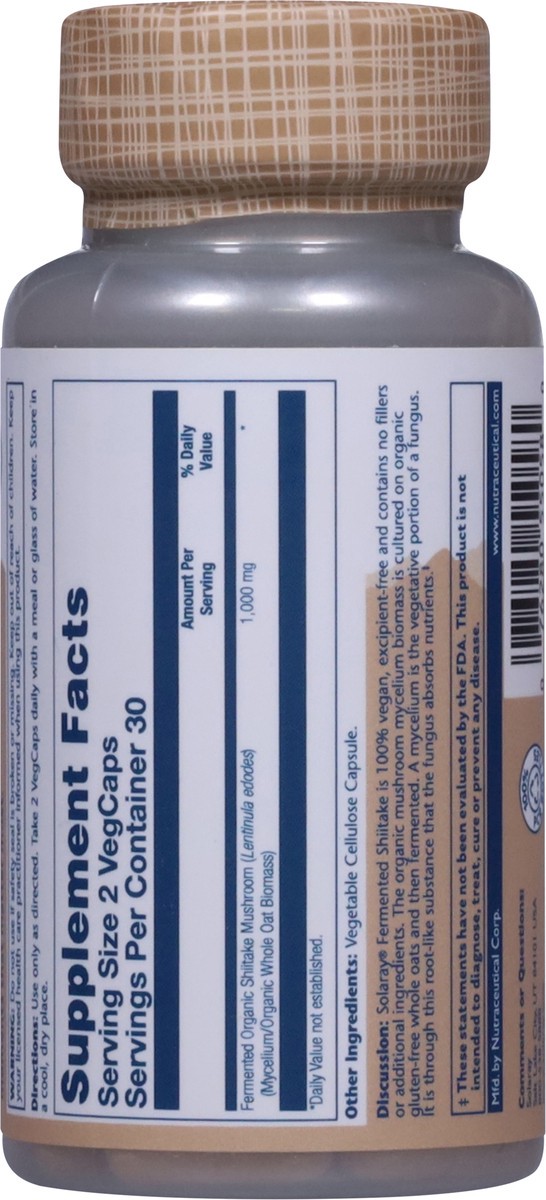 WARNING: Do not use if safety seal is broken or missing. Keep out of reach of children. Keep
your licensed health care practitioner informed when using this product.
Directions: Use only as directed. Take 2 VegCaps daily with a meal or glass of water. Store in
a cool, dry place.
Supplement Facts
Serving Size 2 VegCaps
Servings Per Container 30
Amount Per Serving % Daily Value
Fermented Organic Shiitake Mushroom (Lentinula edodes) 1,000 mg *
(Mycelium/Organic Whole Oat Biomass)
*Daily Value not established.
Other Ingredients: Vegetable Cellulose Capsule.
Discussion: Solaray® Fermented Shiitake is 100% vegan, excipient-free and contains no fillers
or additional ingredients. The organic mushroom mycelium biomass is cultured on organic
gluten-free whole oats and then fermented. A mycelium is the vegetative portion of a fungus.
It is through this root-like substance that the fungus absorbs nutrients.‡
‡ These statements have not been evaluated by the FDA. This product is not
intended to diagnose, treat, cure or prevent any disease.
Mfd. by Nutraceutical Corp. www.nutraceutical.com
Comments or Questions:
Solaray
100%